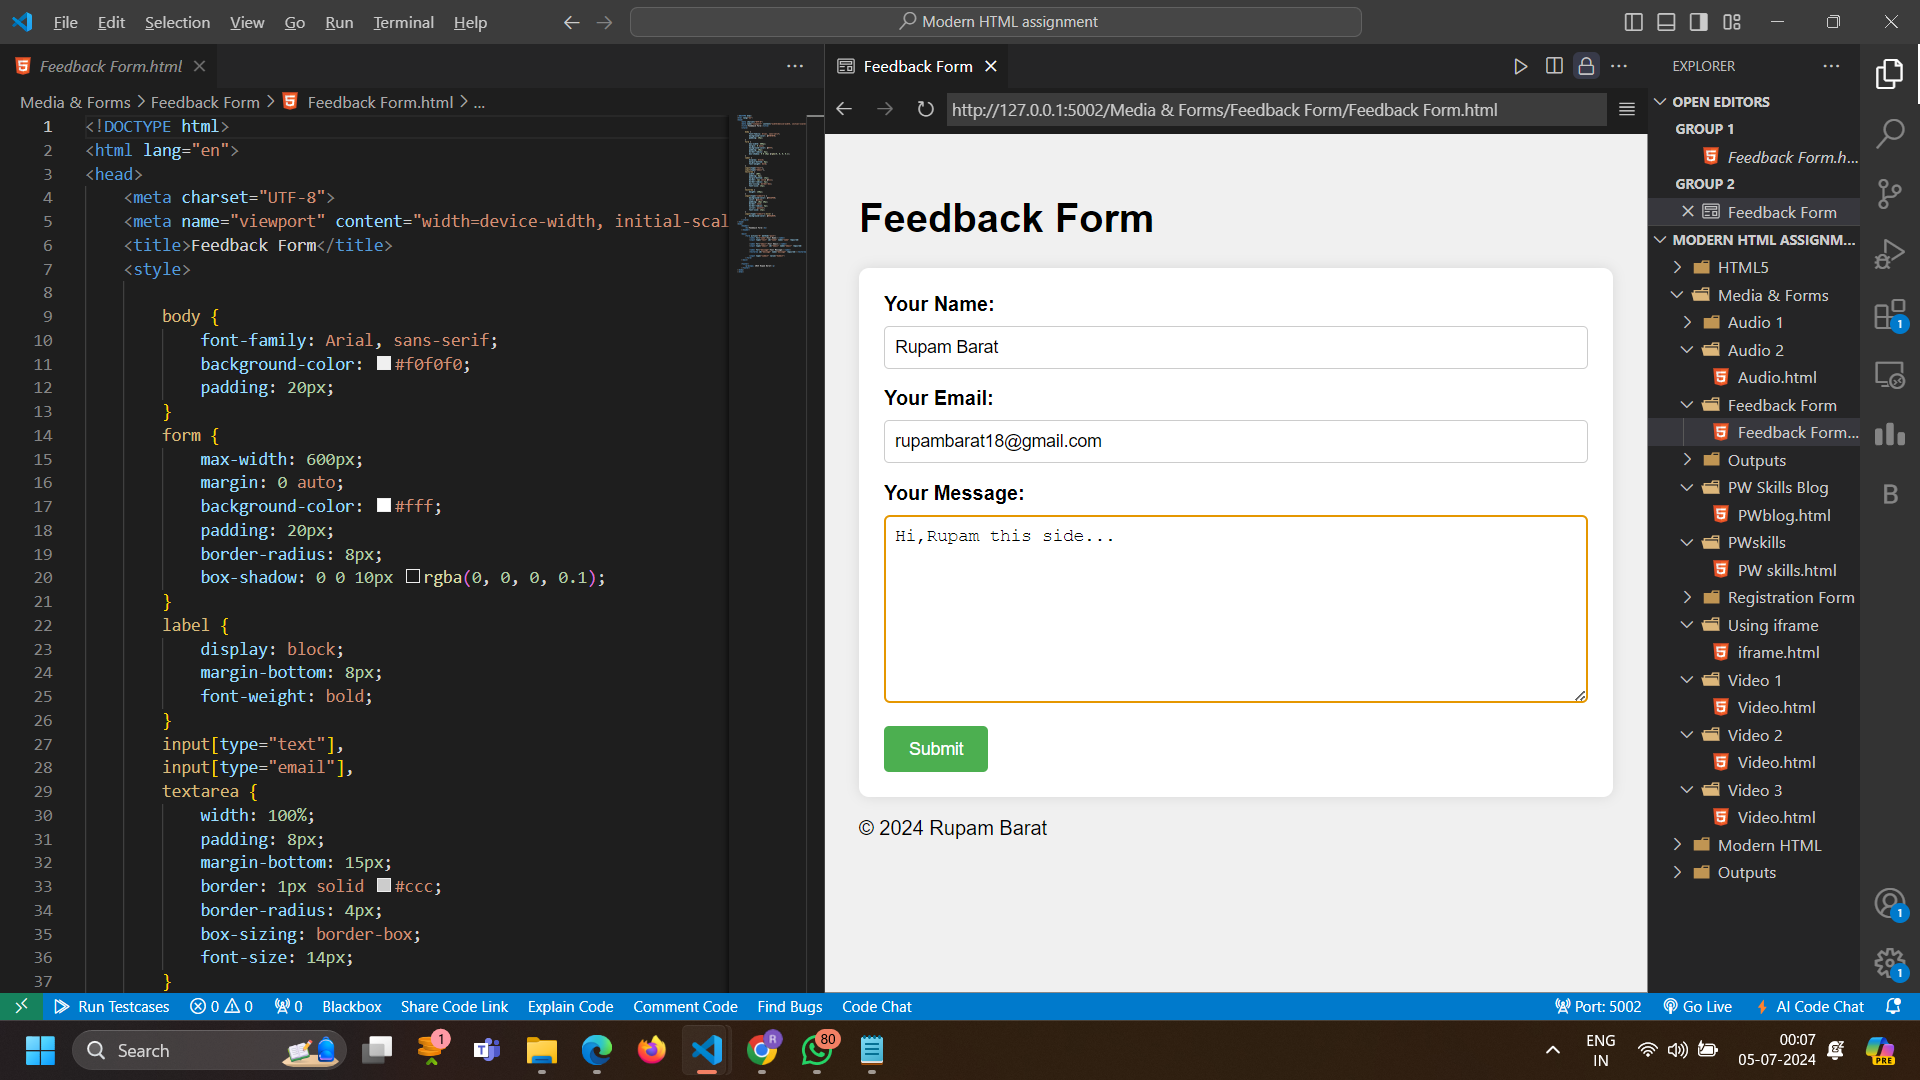 File Edit Selection View Go Run Terminal Help
Modern HTML assignment
Feedback Form.html
Media & Forms Feedback Form Feedback Form.html ...
1 <!DOCTYPE html>
2 <html lang="en">
3 <head>
4 <meta charset="UTF-8">
5 <meta name="viewport" content="width=device-width, initial-scal
6 <title>Feedback Form</title>
7 <style>
8
9 body {
10 font-family: Arial, sans-serif;
11 background-color: #f0f0f0;
12 padding: 20px;
13 }
14 form {
15 max-width: 600px;
16 margin: 0 auto;
17 background-color: #fff;
18 padding: 20px;
19 border-radius: 8px;
20 box-shadow: 0 0 10px rgba(0, 0, 0, 0.1);
21 }
22 label {
23 display: block;
24 margin-bottom: 8px;
25 font-weight: bold;
26 }
27 input[type="text"],
28 input[type="email"],
29 textarea {
30 width: 100%;
31 padding: 8px;
32 margin-bottom: 15px;
33 border: 1px solid #ccc;
34 border-radius: 4px;
35 box-sizing: border-box;
36 font-size: 14px;
37 }
Feedback Form
http://127.0.0.1:5002/Media & Forms/Feedback Form/Feedback Form.html
Feedback Form
Your Name:
Rupam Barat
Your Email:
rupambarat18@gmail.com
Your Message:
Hi,Rupam this side...
Submit
© 2024 Rupam Barat
EXPLORER
OPEN EDITORS
GROUP 1
Feedback Form.h...
GROUP 2
Feedback Form
MODERN HTML ASSIGNM...
HTML5
Media & Forms
Audio 1
Audio 2
Audio.html
Feedback Form
Feedback Form...
Outputs
PW Skills Blog
PWblog.html
PWskills
PW skills.html
Registration Form
Using iframe
iframe.html
Video 1
Video.html
Video 2
Video.html
Video 3
Video.html
Modern HTML
Outputs
1
B
1
1
Run Testcases 0 0 0 Blackbox Share Code Link Explain Code Comment Code Find Bugs Code Chat Port: 5002 Go Live AI Code Chat
Search
1
R
80
ENG
IN
00:07
05-07-2024
PRE